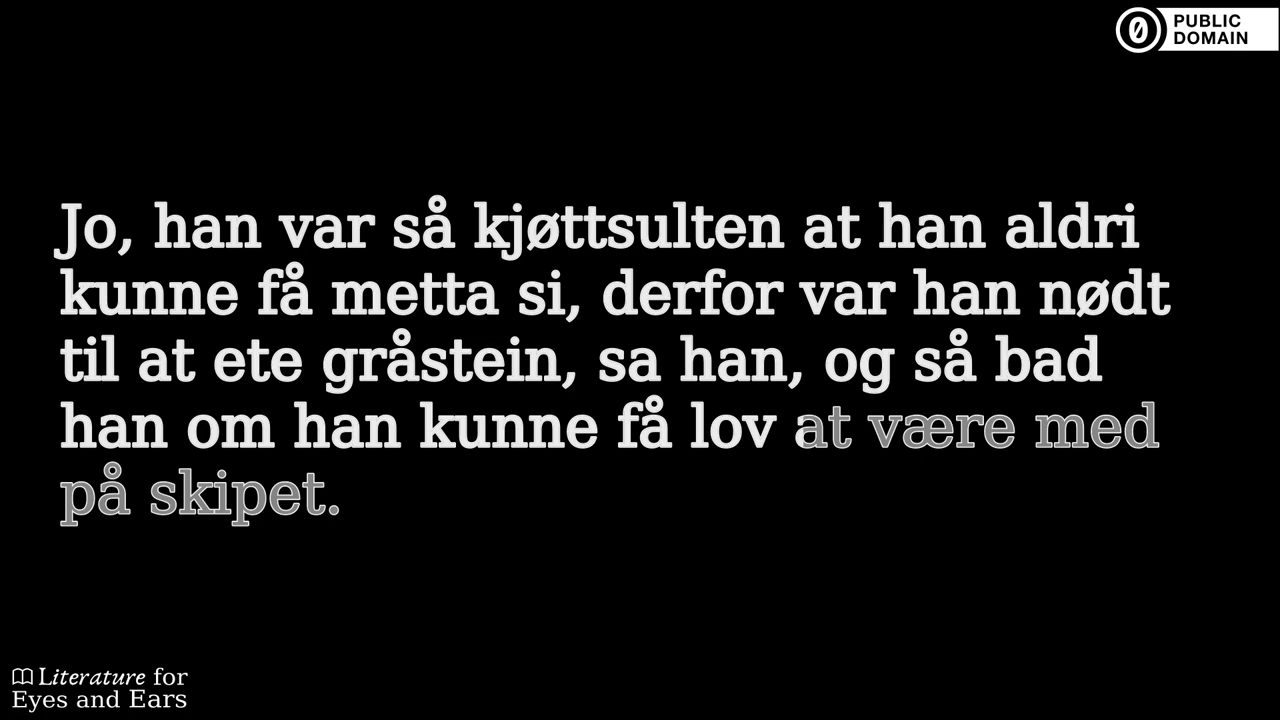 PUBLIC
DOMAIN
Jo, han var så kjøttsulten at han aldri
kunne få metta si, derfor var han nødt
til at ete gråstein, sa han, og så bad
han om han kunne få lov at være med
på skipet.
Literature for
Eyes and Ears